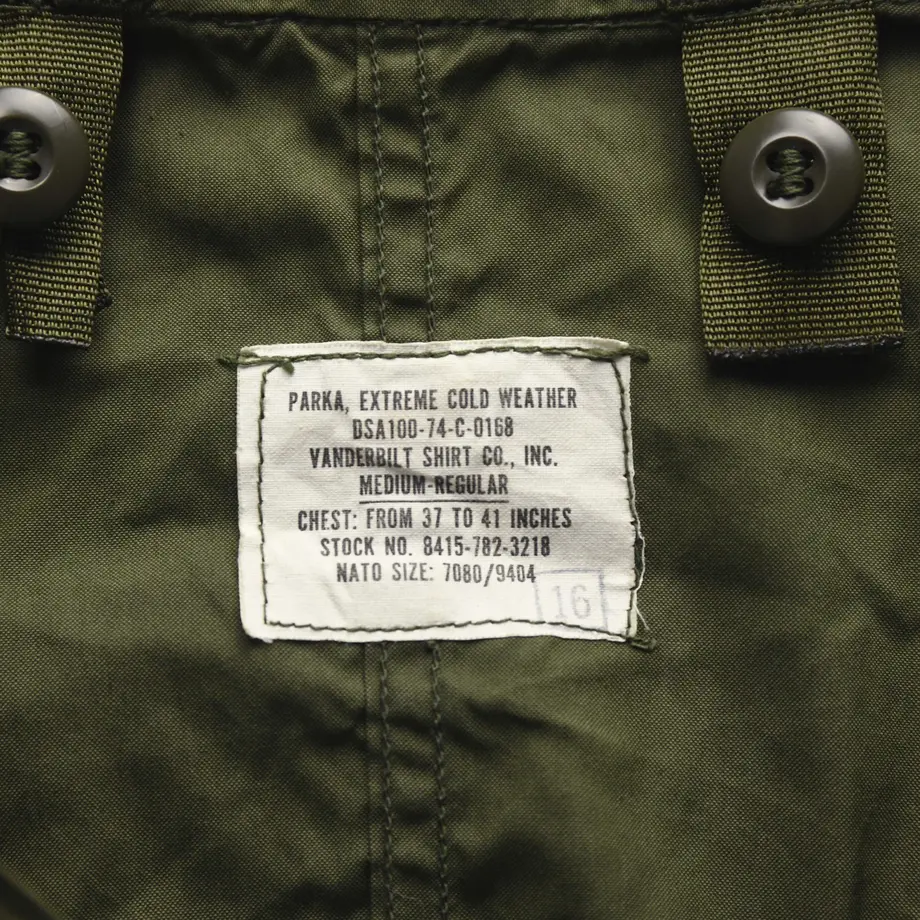 PARKA, EXTREME COLD WEATHER
DSA100-74-C-0168
VANDERBILT SHIRT CO., INC.
MEDIUM-REGULAR
CHEST: FROM 37 TO 41 INCHES
STOCK NO. 8415-782-3218
NATO SIZE: 7080/9404
16